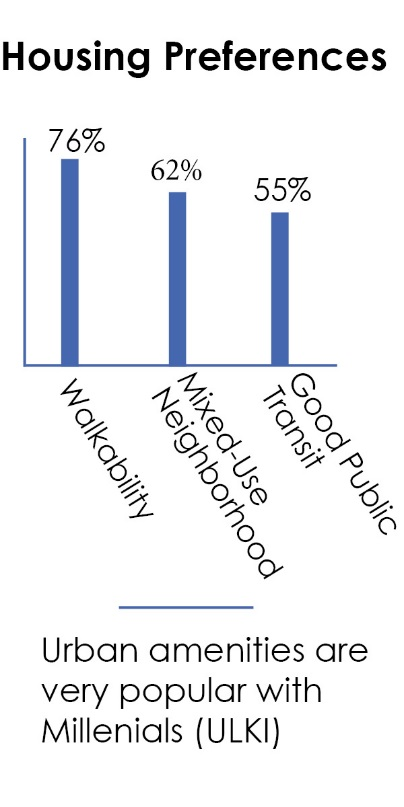 Housing Preferences
76%
62%
55%
Walkability
Mixed-Use
Neighborhood
Good Public
Transit
Urban amenities are
very popular with
Millenials (ULKI)